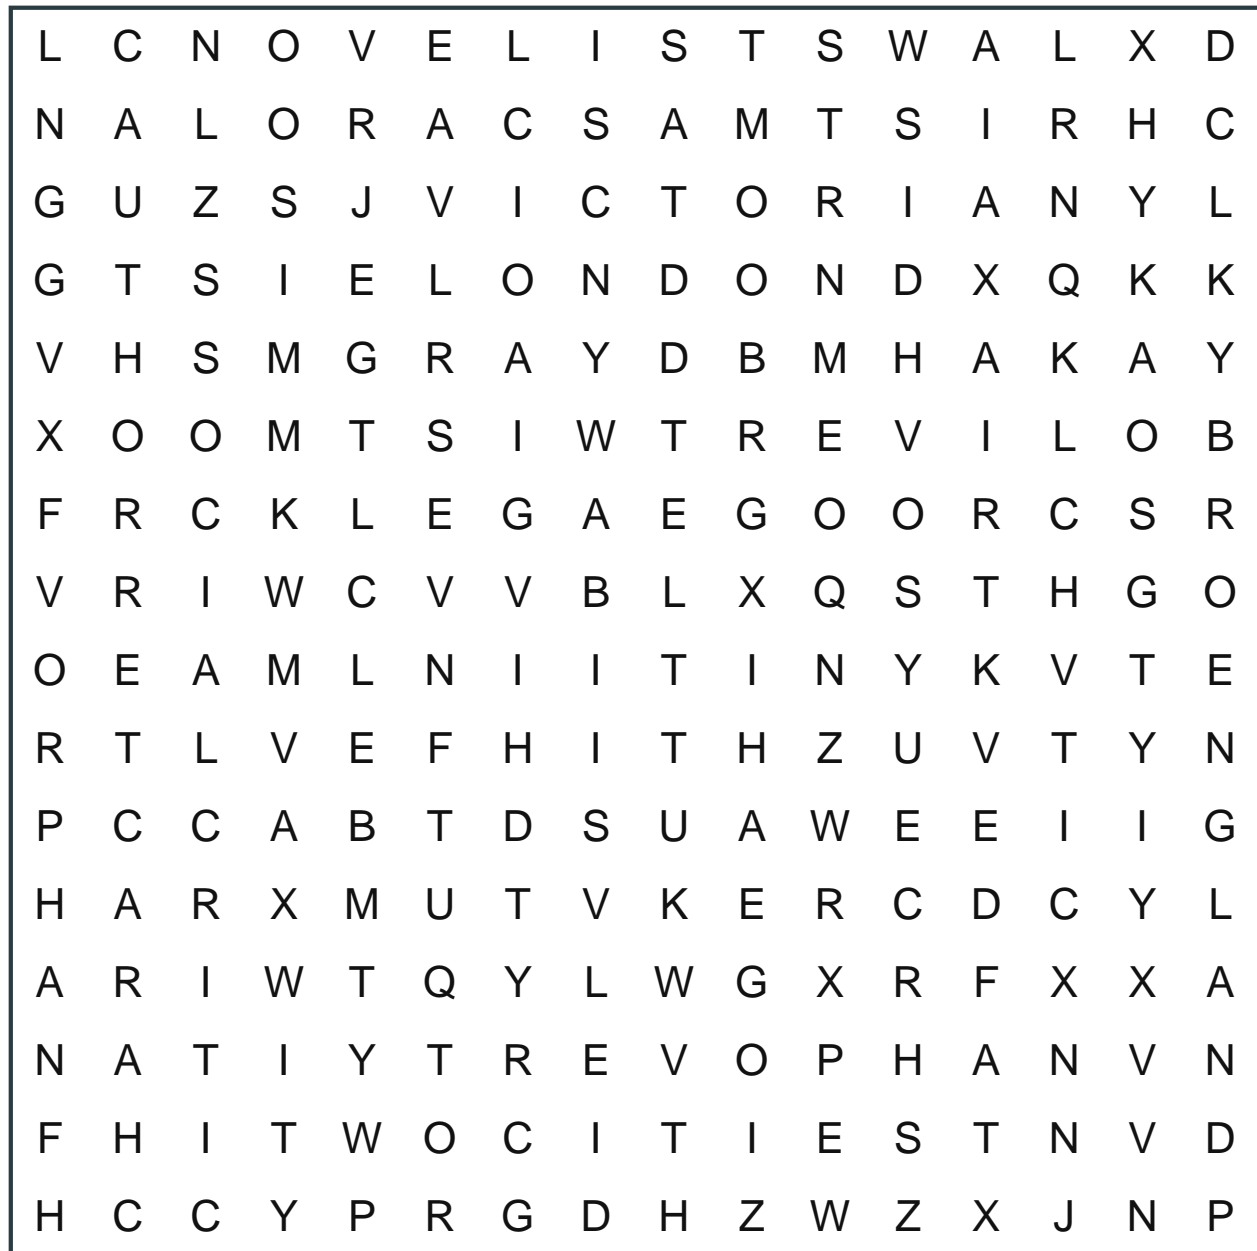 L C N O V E L I S T S W A L X D
N A L O R A C S A M T S I R H C
G U Z S J V I C T O R I A N Y L
G T S I E L O N D O N D X Q K K
V H S M G R A Y D B M H A K A Y
X O O M T S I W T R E V I L O B
F R C K L E G A E G O O R C S R
V R I W C V V B L X Q S T H G O
O E A M L N I I T I N Y K V T E
R T L V E F H I T H Z U V T Y N
P C C A B T D S U A W E E I I G
H A R X M U T V K E R C D C Y L
A R I W T Q Y L W G X R F X X A
N A T I Y T R E V O P H A N V N
F H I T W O C I T I E S T N V D
H C C Y P R G D H Z W Z X J N P